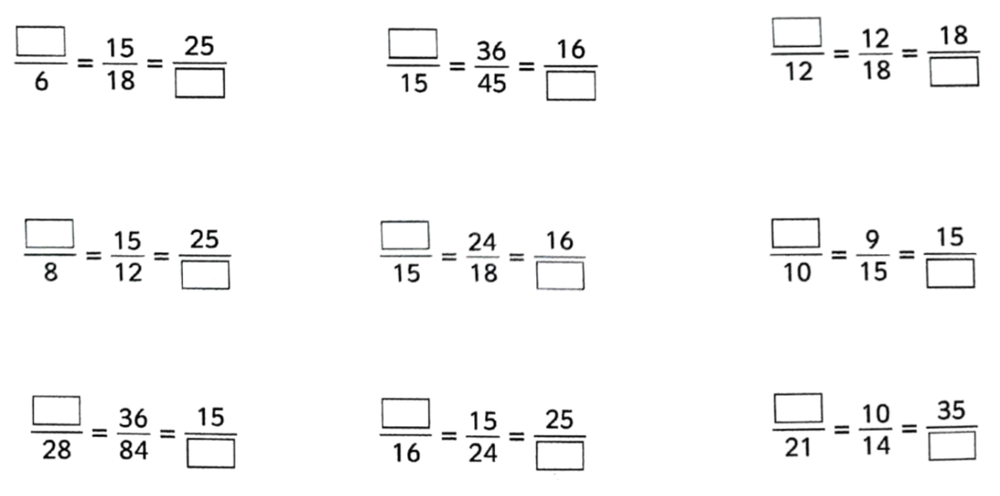 □/6 = 15/18 = 25/□
□/15 = 36/45 = 16/□
□/12 = 12/18 = 18/□
□/8 = 15/12 = 25/□
□/15 = 24/18 = 16/□
□/10 = 9/15 = 15/□
□/28 = 36/84 = 15/□
□/16 = 15/24 = 25/□
□/21 = 10/14 = 35/□